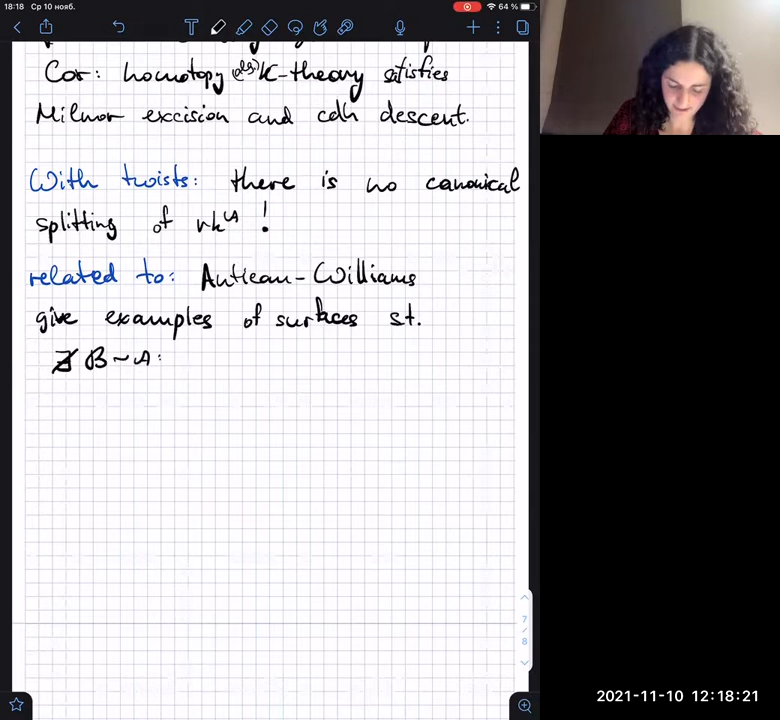 18:18 Ср 10 нояб.
64 %
Cor: homotopy (alg.) K-theory satisfies
Milnor excision and cdh descent.
With twists: there is no canonical
splitting of rk^A !
related to: Antieau-Williams
give examples of surfaces s.t.
∄ B ~ A:
7
/
8
2021-11-10 12:18:21